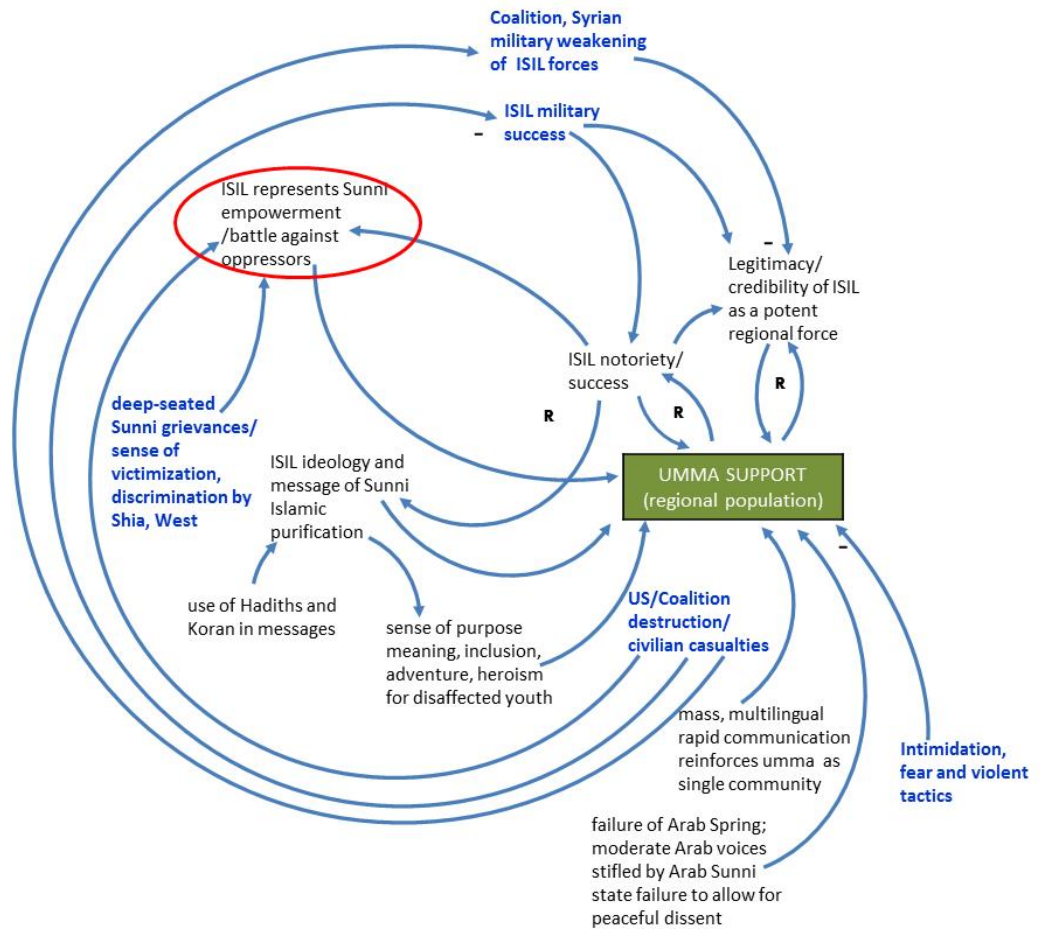 Coalition, Syrian
military weakening
of ISIL forces
ISIL military
success
–
ISIL represents Sunni
empowerment
/battle against
oppressors
–
Legitimacy/
credibility of ISIL
as a potent
regional force
ISIL notoriety/
success
R
R
R
deep-seated
Sunni grievances/
sense of
victimization,
discrimination by
Shia, West
ISIL ideology and
message of Sunni
Islamic
purification
UMMA SUPPORT
(regional population)
–
use of Hadiths and
Koran in messages
sense of purpose
meaning, inclusion,
adventure, heroism
for disaffected youth
US/Coalition
destruction/
civilian casualties
mass, multilingual
rapid communication
reinforces umma as
single community
Intimidation,
fear and violent
tactics
failure of Arab Spring;
moderate Arab voices
stifled by Arab Sunni
state failure to allow for
peaceful dissent